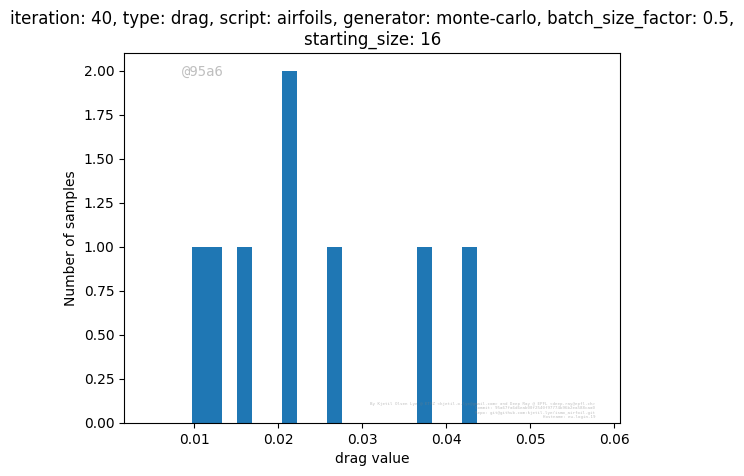 iteration: 40, type: drag, script: airfoils, generator: monte-carlo, batch_size_factor: 0.5,
starting_size: 16
@95a6
2.00
1.75
1.50
1.25
1.00
0.75
0.50
0.25
0.00
Number of samples
0.01 0.02 0.03 0.04 0.05 0.06
drag value